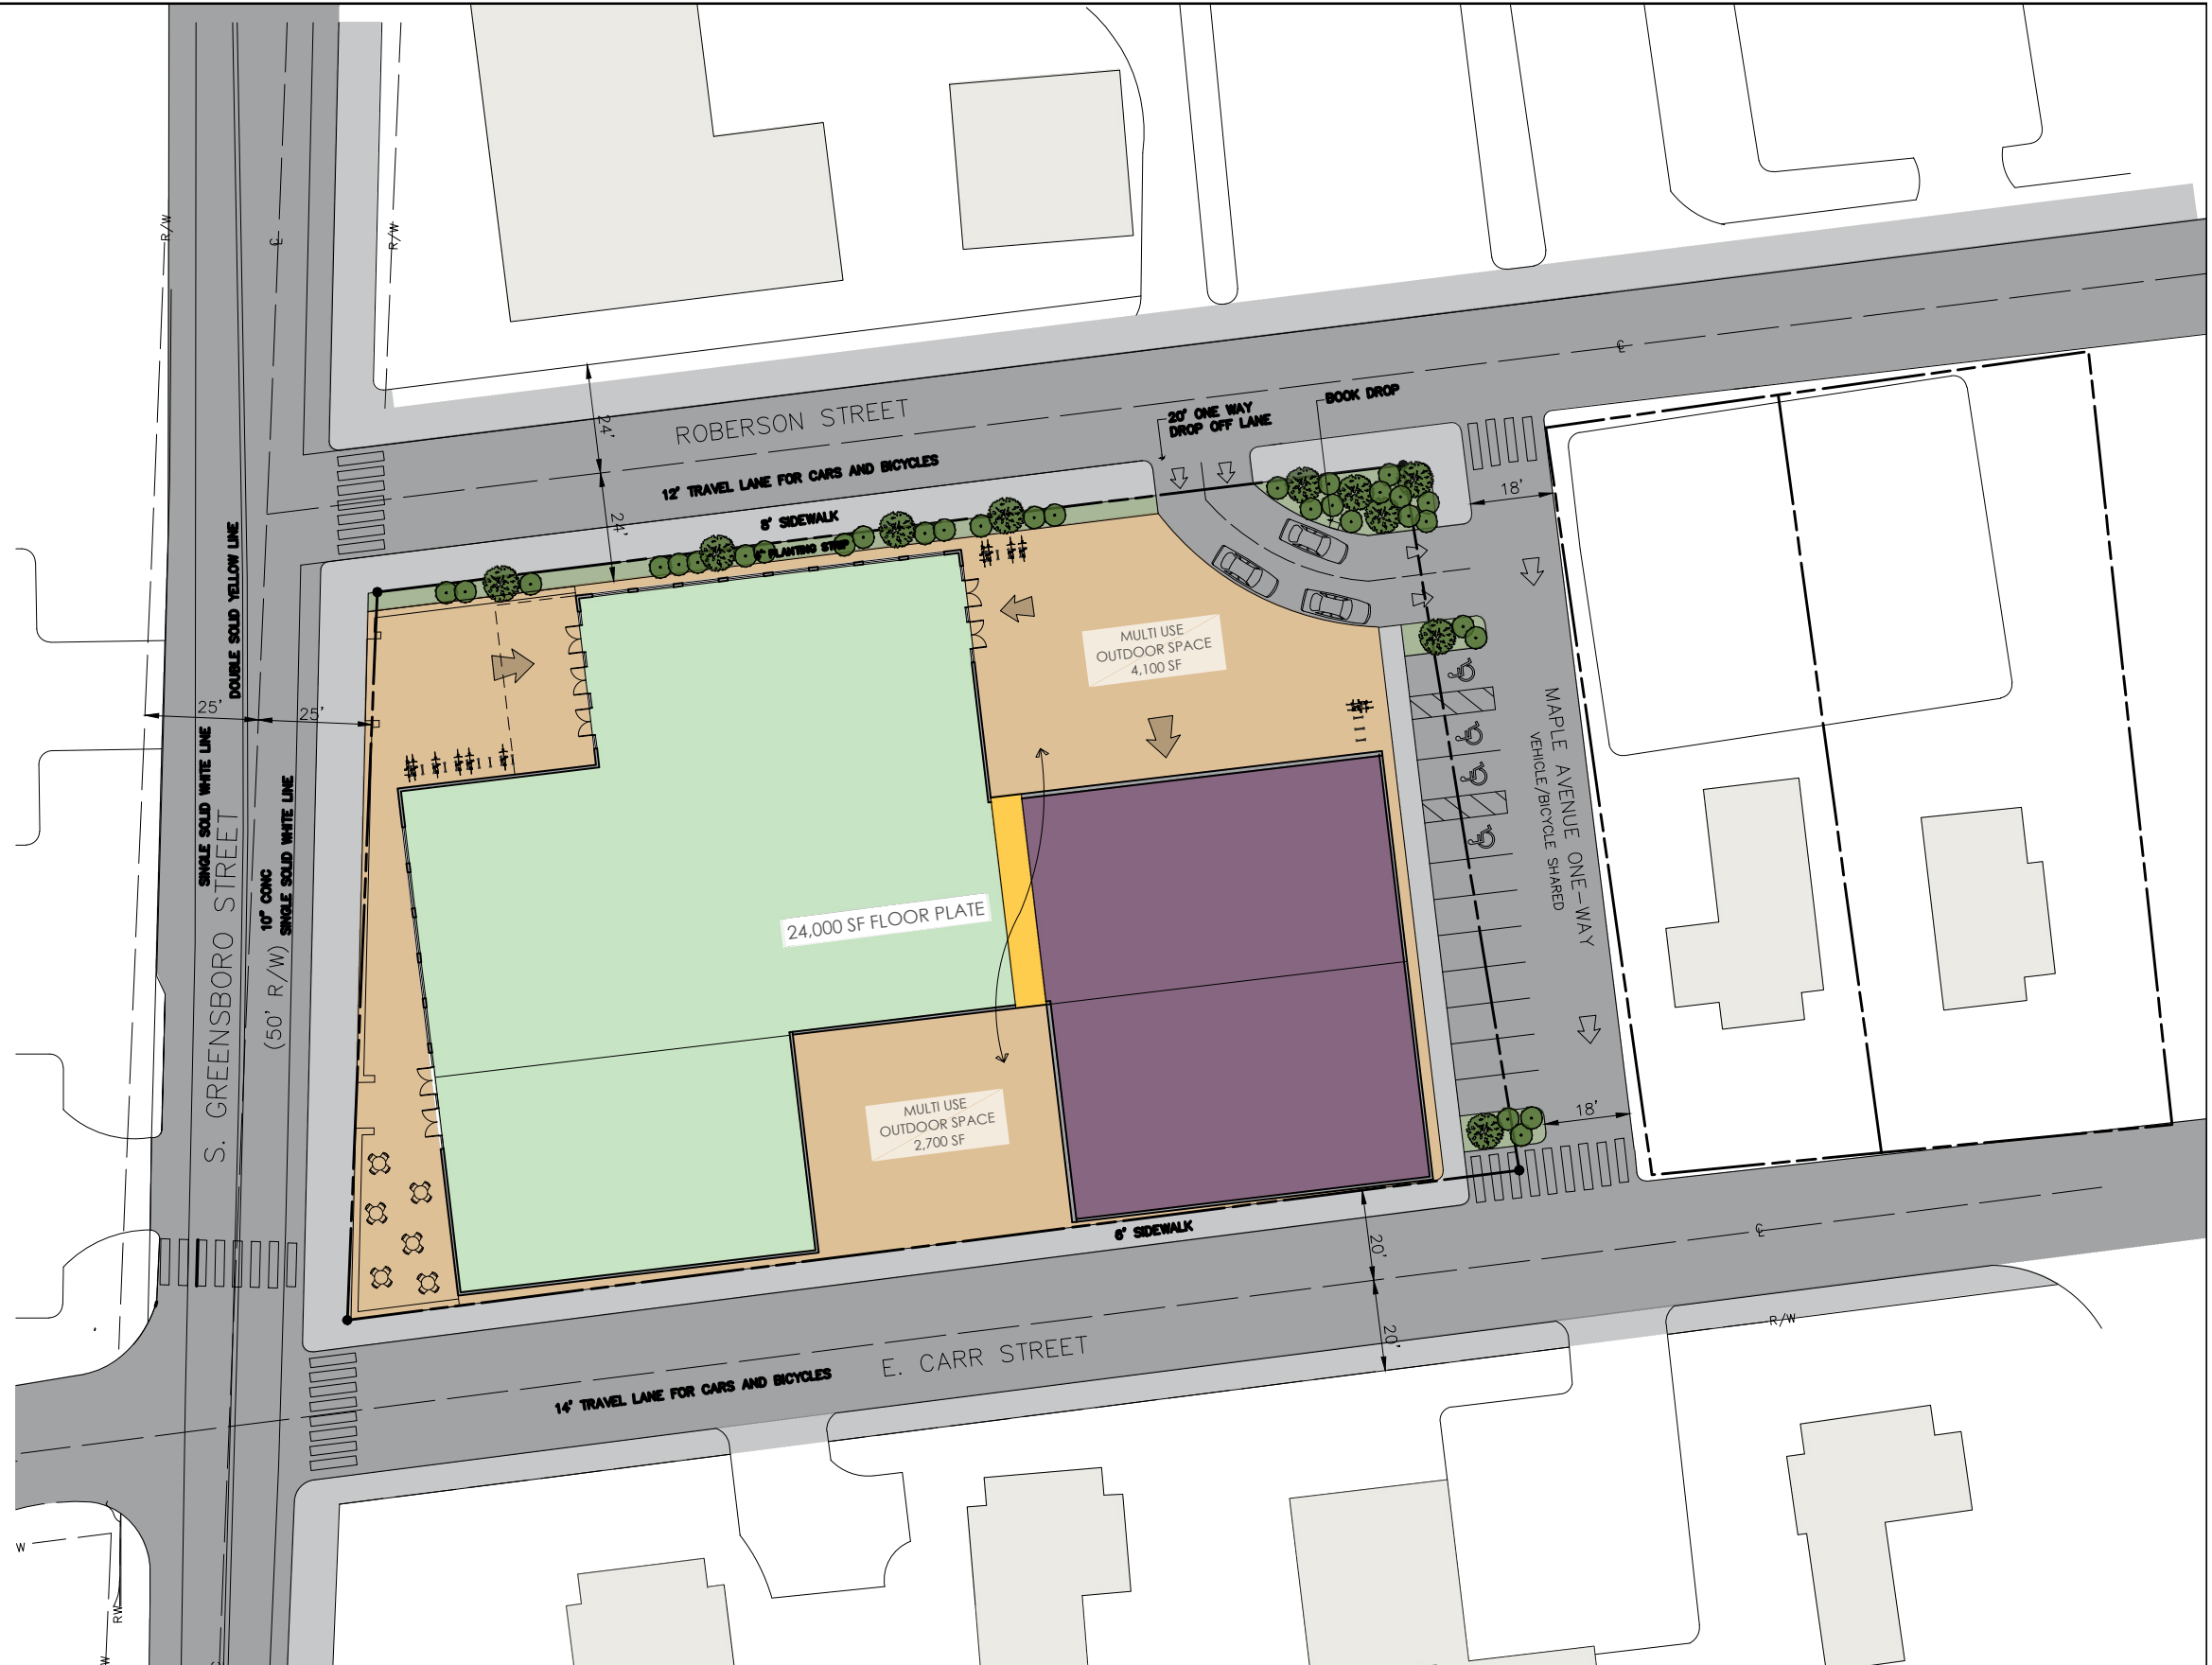 R/W
R/W
DOUBLE SOLID YELLOW LINE
SINGLE SOLID WHITE LINE
25'
25'
S. GREENSBORO STREET
10" CONC
SINGLE SOLID WHITE LINE
(50' R/W)
24'
24'
ROBERSON STREET
12' TRAVEL LANE FOR CARS AND BICYCLES
8' SIDEWALK
PLANTING STRIP
20' ONE WAY
DROP OFF LANE
BOOK DROP
18'
MULTI USE
OUTDOOR SPACE
4,100 SF
MAPLE AVENUE ONE-WAY
VEHICLE/BICYCLE SHARED
24,000 SF FLOOR PLATE
MULTI USE
OUTDOOR SPACE
2,700 SF
18'
6' SIDEWALK
20'
20'
E. CARR STREET
14' TRAVEL LANE FOR CARS AND BICYCLES
R/W
W
RW
W